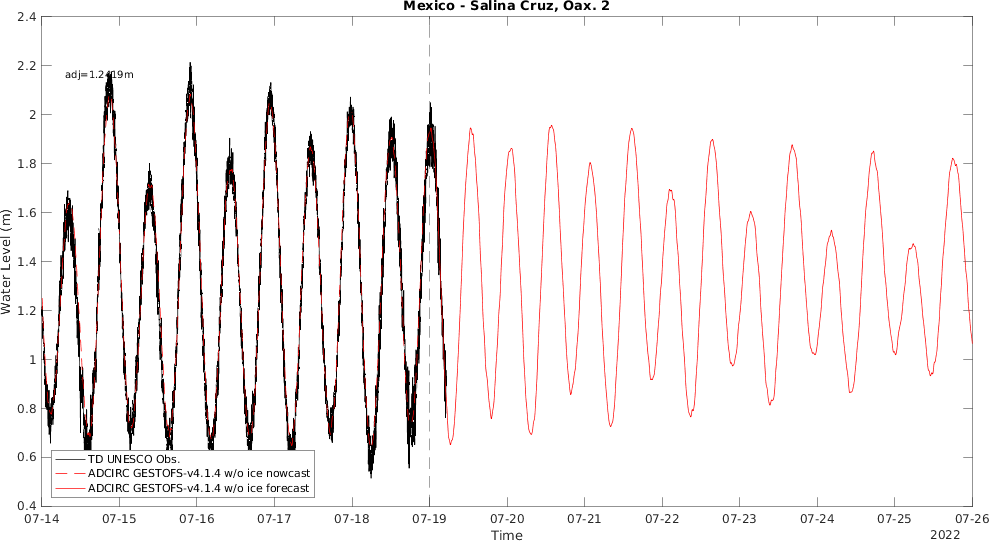 Mexico - Salina Cruz, Oax. 2
2.4
2.2
2
1.8
1.6
1.4
1.2
1
0.8
0.6
0.4
Water Level (m)
TD UNESCO Obs.
ADCIRC GESTOFS-v4.1.4 w/o ice nowcast
ADCIRC GESTOFS-v4.1.4 w/o ice forecast
07-14 07-15 07-16 07-17 07-18 07-19 07-20 07-21 07-22 07-23 07-24 07-25 07-26
Time
2022